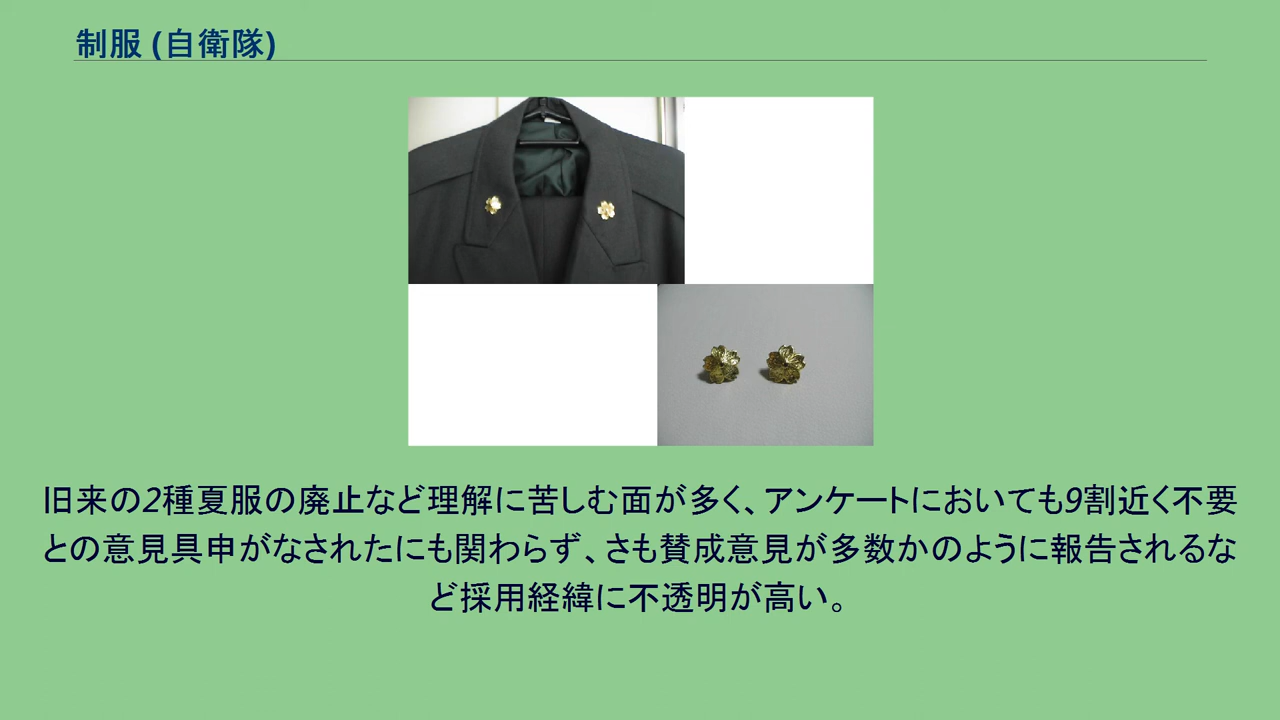 制服 (自衛隊)
旧来の2種夏服の廃止など理解に苦しむ面が多く、アンケートにおいても9割近く不要
との意見具申がなされたにも関わらず、さも賛成意見が多数かのように報告されるな
ど採用経緯に不透明が高い。